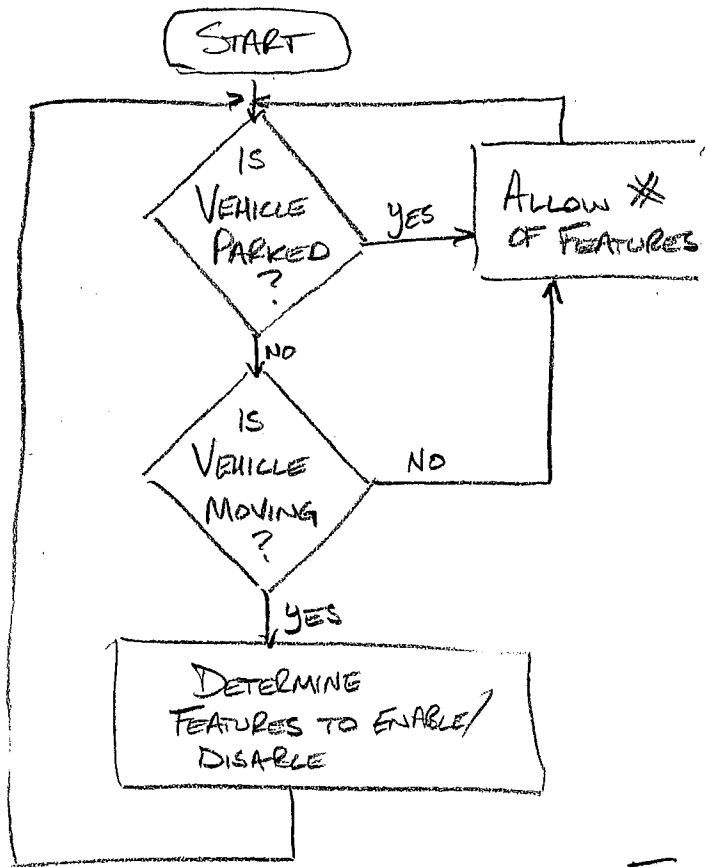 START
IS
VEHICLE
PARKED
?
YES
ALLOW #
OF FEATURES
NO
IS
VEHICLE
MOVING
?
NO
YES
DETERMINE
FEATURES TO ENABLE/
DISABLE